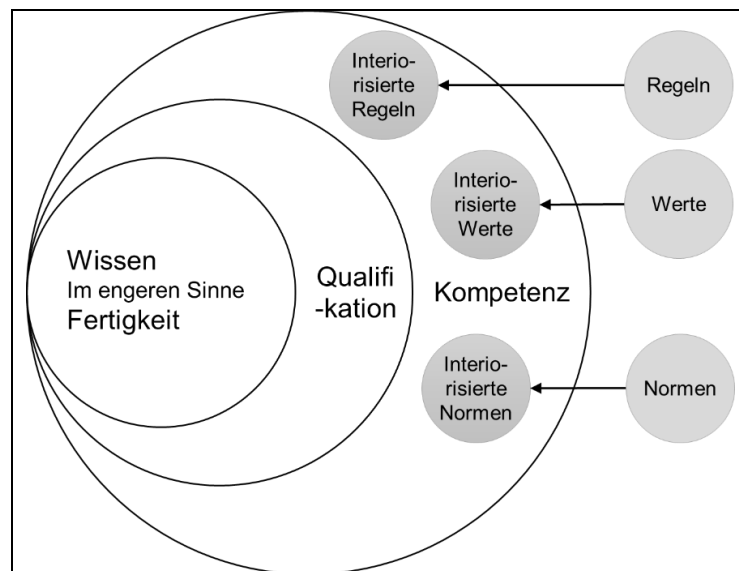 Interio-
risierte
Regeln
Regeln
Interio-
risierte
Werte
Werte
Wissen
Im engeren Sinne
Fertigkeit
Qualifi
-kation
Kompetenz
Interio-
risierte
Normen
Normen